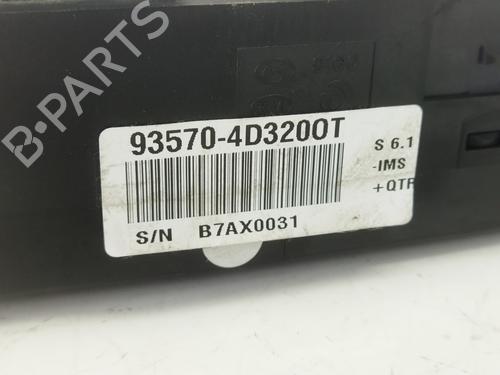 93570-4D3200T
S 6.1
-IMS
+QTR
S/N B7AX0031
B-PARTS